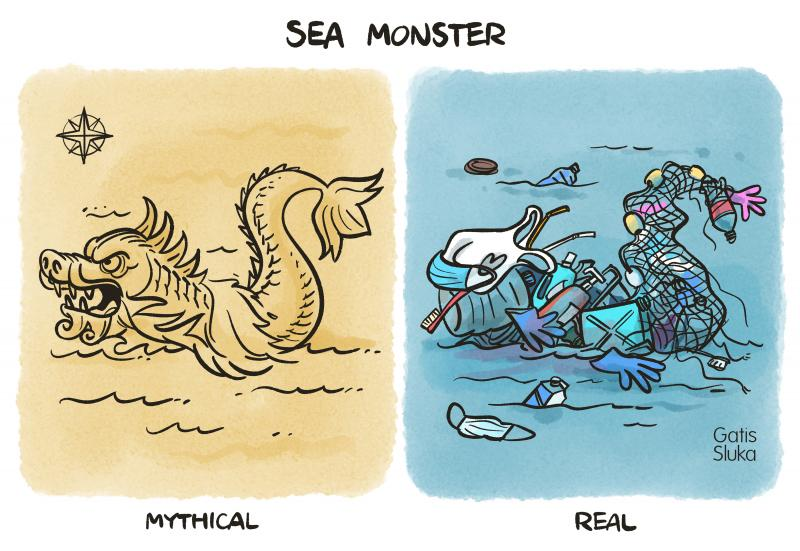 SEA MONSTER
Gatis
Sluka
MYTHICAL
REAL